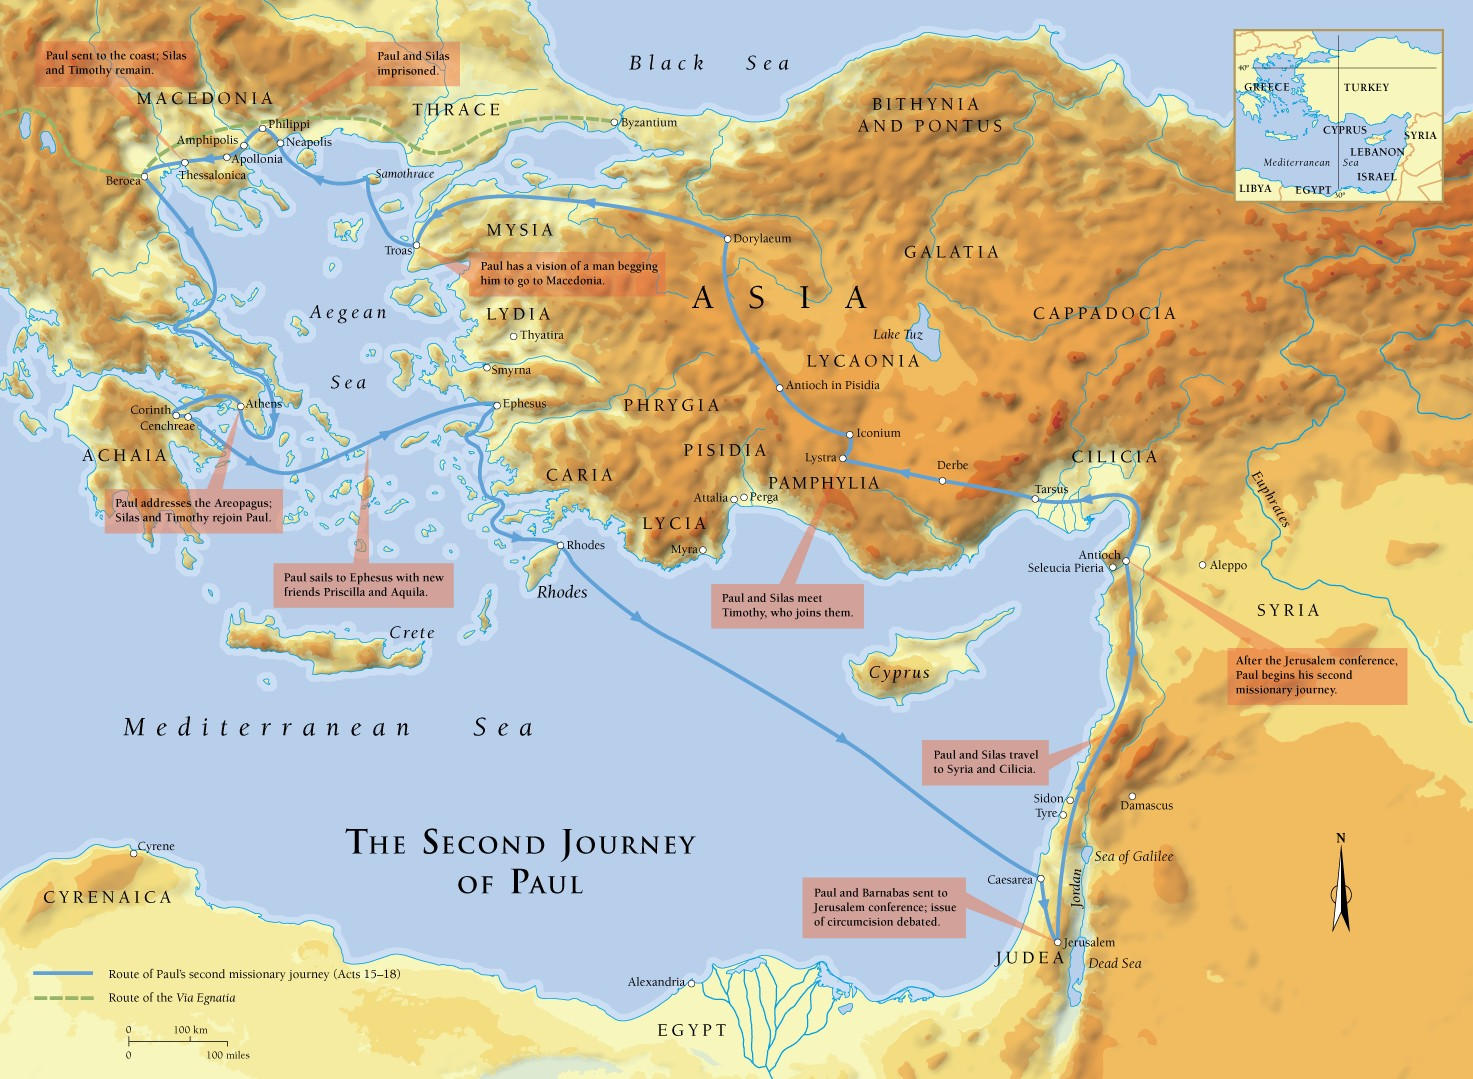 Black Sea
Paul sent to the coast; Silas
and Timothy remain.
Paul and Silas
imprisoned.
MACEDONIA
THRACE
BITHYNIA
AND PONTUS
Byzantium
Philippi
Amphipolis
Neapolis
Apollonia
Thessalonica
Beroea
Samothrace
Troas
MYSIA
Dorylaeum
GALATIA
Paul has a vision of a man begging
him to go to Macedonia.
ASIA
Aegean
Sea
LYDIA
Thyatira
CAPPADOCIA
Lake Tuz
LYCAONIA
Smyrna
Antioch in Pisidia
Ephesus
PHRYGIA
Corinth
Cenchreae
Athens
Iconium
ACHAIA
PISIDIA
Lystra
Derbe
CILICIA
CARIA
PAMPHYLIA
Tarsus
Euphrates
Attalia
Perga
Paul addresses the Areopagus;
Silas and Timothy rejoin Paul.
LYCIA
Myra
Rhodes
Rhodes
Antioch
Seleucia Pieria
Aleppo
Paul sails to Ephesus with new
friends Priscilla and Aquila.
Paul and Silas meet
Timothy, who joins them.
SYRIA
Crete
Cyprus
After the Jerusalem conference,
Paul begins his second
missionary journey.
Mediterranean Sea
Paul and Silas travel
to Syria and Cilicia.
Sidon
Tyre
Damascus
THE SECOND JOURNEY
OF PAUL
Cyrene
CYRENAICA
Sea of Galilee
Jordan
Caesarea
Paul and Barnabas sent to
Jerusalem conference; issue
of circumcision debated.
Jerusalem
JUDEA
Dead Sea
Alexandria
EGYPT
N
Route of Paul's second missionary journey (Acts 15–18)
Route of the Via Egnatia
0 100 km
0 100 miles
40°
GREECE
TURKEY
CYPRUS
SYRIA
LEBANON
Mediterranean Sea
ISRAEL
LIBYA
EGYPT
30°